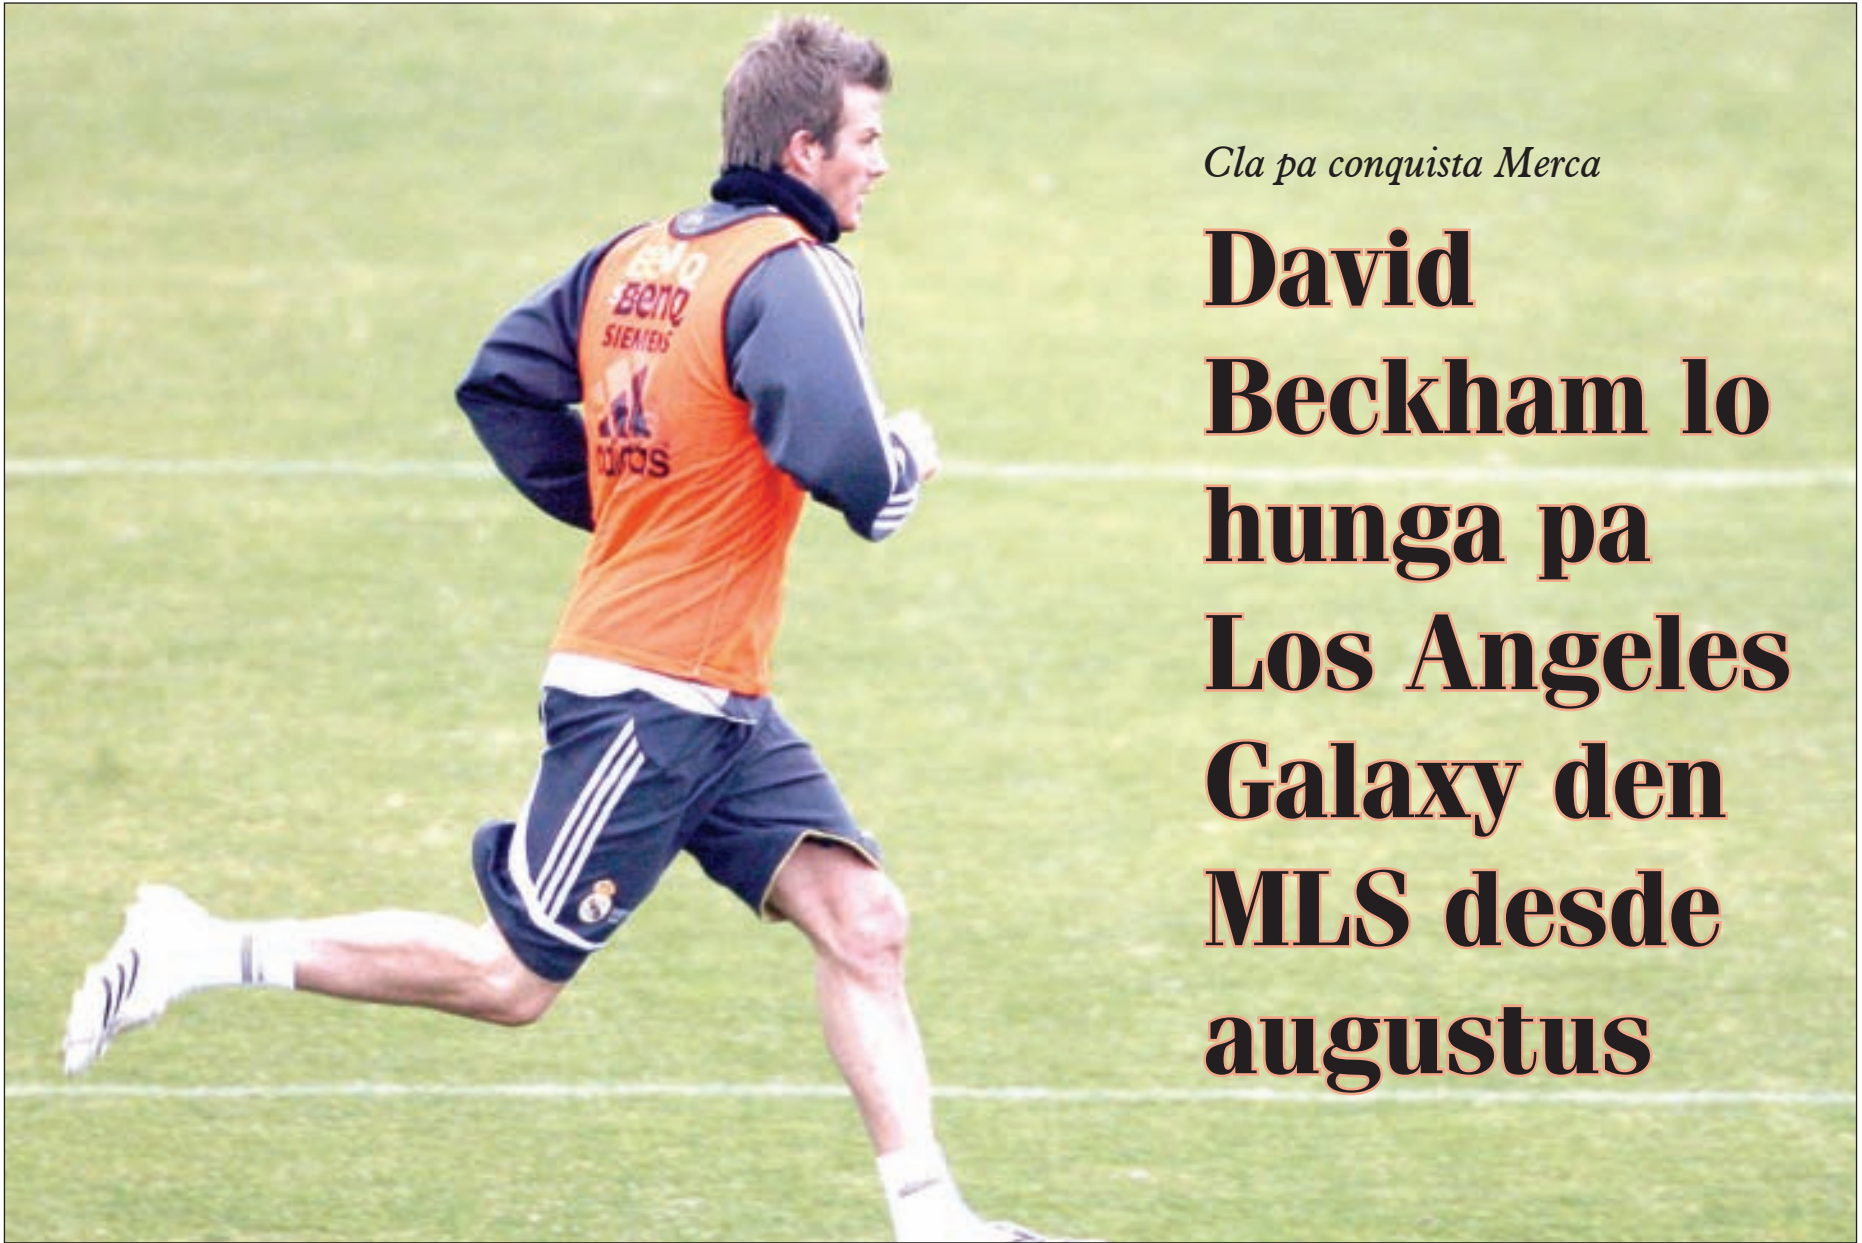 Cla pa conquista Merca
David
Beckham lo
hunga pa
Los Angeles
Galaxy den
MLS desde
augustus
BenQ
SIEMENS
adidas